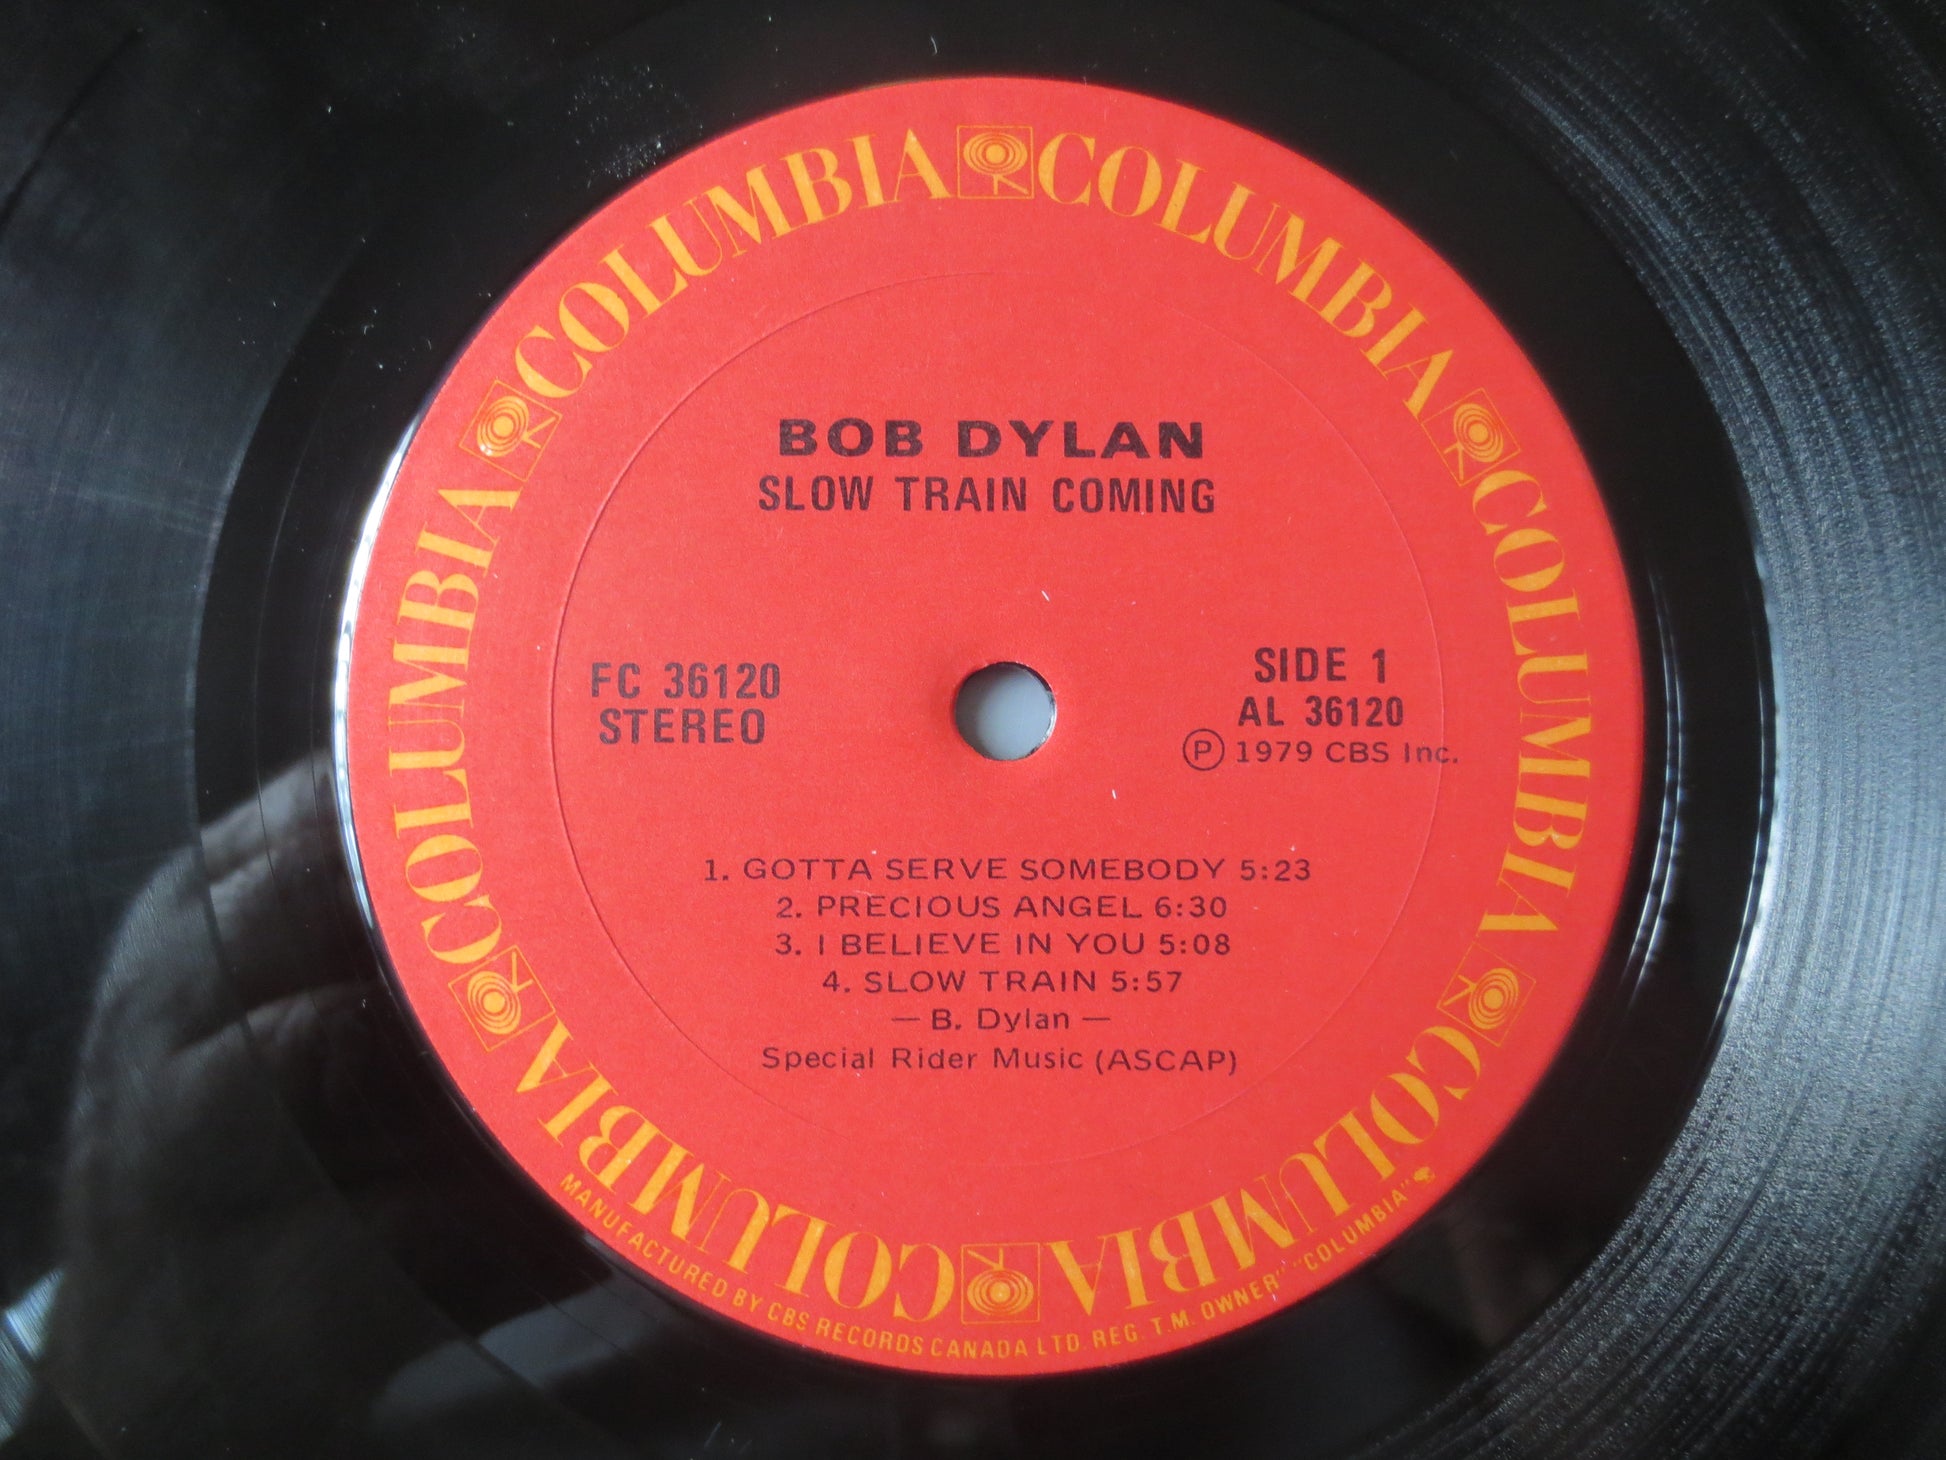 COLUMBIA COLUMBIA COLUMBIA COLUMBIA COLUMBIA COLUMBIA
BOB DYLAN
SLOW TRAIN COMING
FC 36120
STEREO
SIDE 1
AL 36120
Ⓟ 1979 CBS Inc.
1. GOTTA SERVE SOMEBODY 5:23
2. PRECIOUS ANGEL 6:30
3. I BELIEVE IN YOU 5:08
4. SLOW TRAIN 5:57
— B. Dylan —
Special Rider Music (ASCAP)
MANUFACTURED BY CBS RECORDS CANADA LTD. REG. T.M. OWNER" "COLUMBIA"